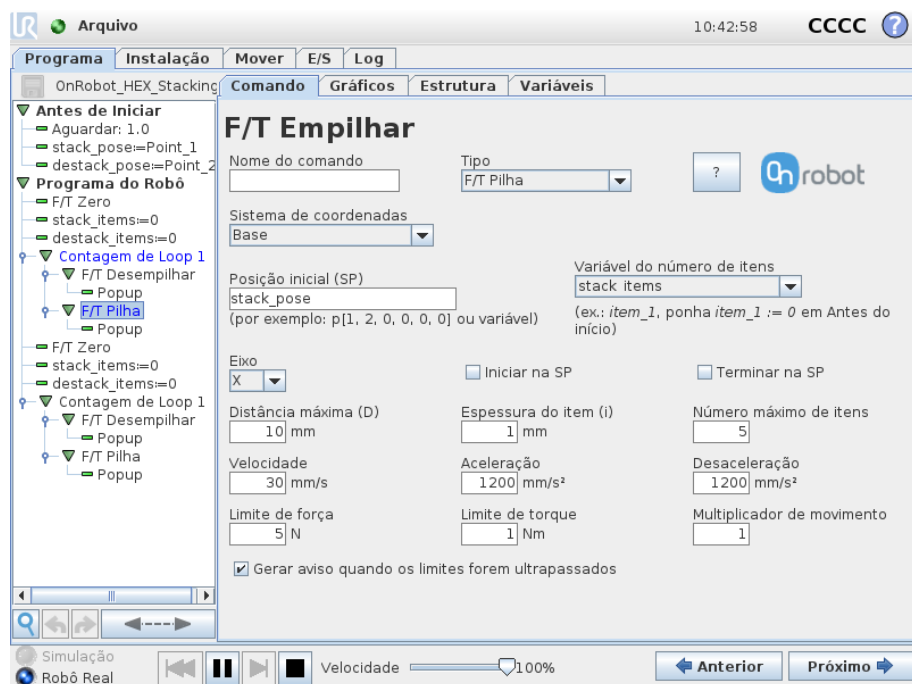 Arquivo 10:42:58 CCCC ?
Programa Instalação Mover E/S Log
OnRobot_HEX_Stacking Comando Gráficos Estrutura Variáveis
Antes de Iniciar
Aguardar: 1.0
stack_pose:=Point_1
destack_pose:=Point_2
Programa do Robô
F/T Zero
stack_items:=0
destack_items:=0
Contagem de Loop 1
F/T Desempilhar
Popup
F/T Pilha
Popup
F/T Zero
stack_items:=0
destack_items:=0
Contagem de Loop 1
F/T Desempilhar
Popup
F/T Pilha
Popup
F/T Empilhar
Nome do comando Tipo
F/T Pilha ? On robot
Sistema de coordenadas
Base
Posição inicial (SP) Variável do número de itens
stack_pose stack items
(por exemplo: p[1, 2, 0, 0, 0, 0] ou variável) (ex.: item_1, ponha item_1 := 0 em Antes do
início)
Eixo
X Iniciar na SP Terminar na SP
Distância máxima (D) Espessura do item (i) Número máximo de itens
10 mm 1 mm 5
Velocidade Aceleração Desaceleração
30 mm/s 1200 mm/s² 1200 mm/s²
Limite de força Limite de torque Multiplicador de movimento
5 N 1 Nm 1
Gerar aviso quando os limites forem ultrapassados
Simulação
Robô Real
Velocidade 100% Anterior Próximo